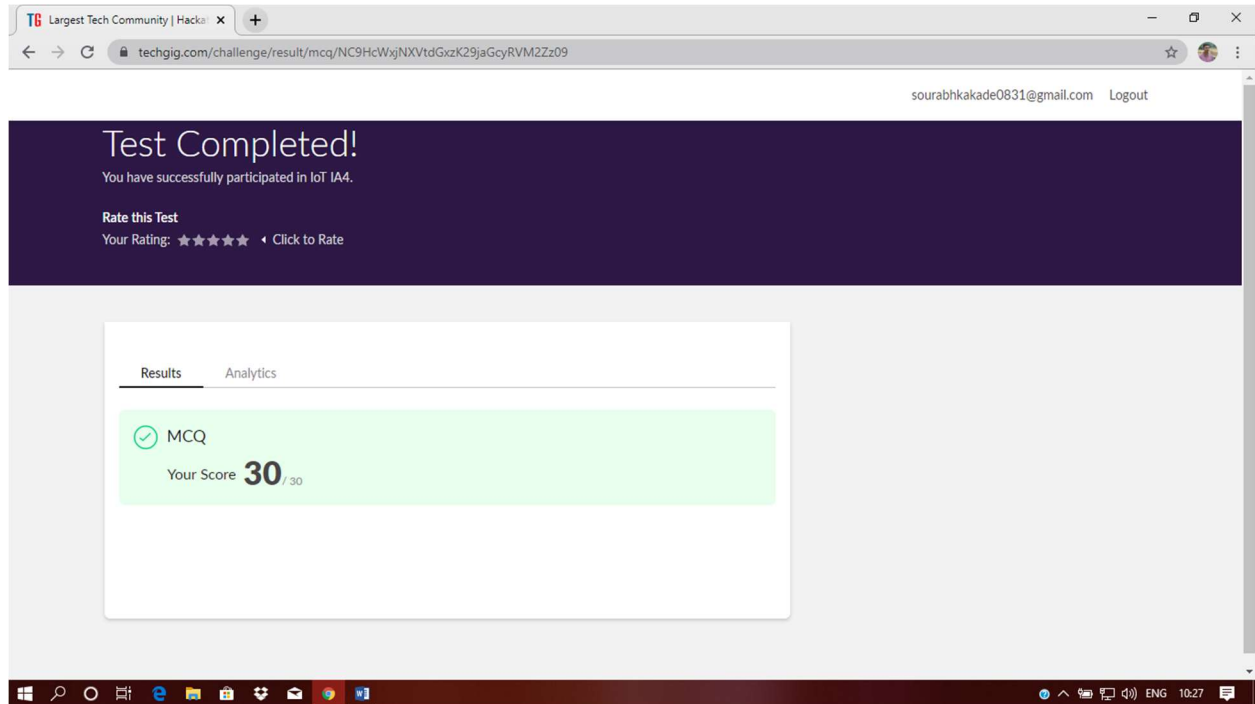 TG Largest Tech Community | Hacka
techgig.com/challenge/result/mcq/NC9HcWxjNXVtdGxzK29jaGcyRVM2Zz09
sourabhkakade0831@gmail.com Logout
Test Completed!
You have successfully participated in IoT IA4.
Rate this Test
Your Rating: Click to Rate
Results Analytics
MCQ
Your Score 30 / 30
ENG 10:27